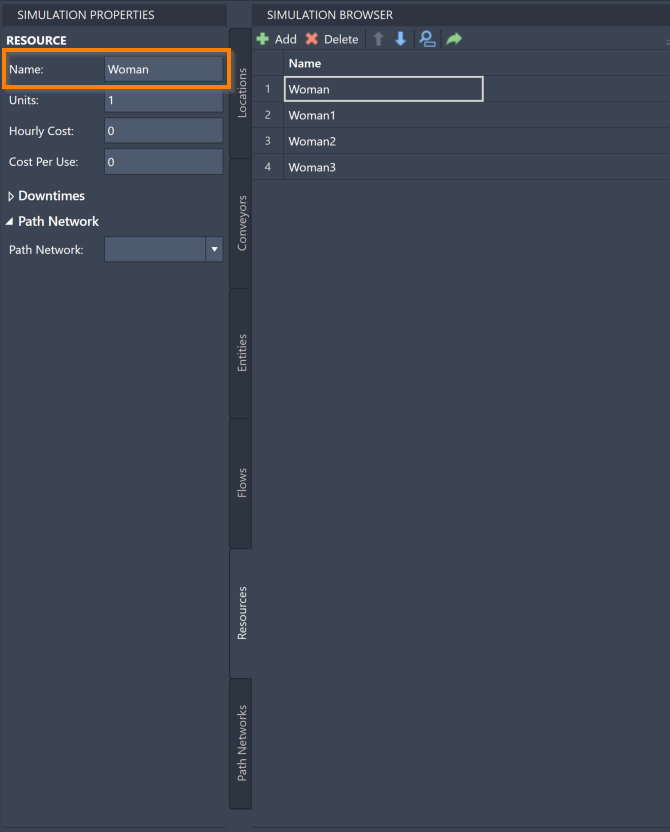 SIMULATION PROPERTIES
RESOURCE
Name: Woman
Units: 1
Hourly Cost: 0
Cost Per Use: 0
Downtimes
Path Network
Path Network:
Locations
Conveyors
Entities
Flows
Resources
Path Networks
SIMULATION BROWSER
Add Delete
Name
1 Woman
2 Woman1
3 Woman2
4 Woman3